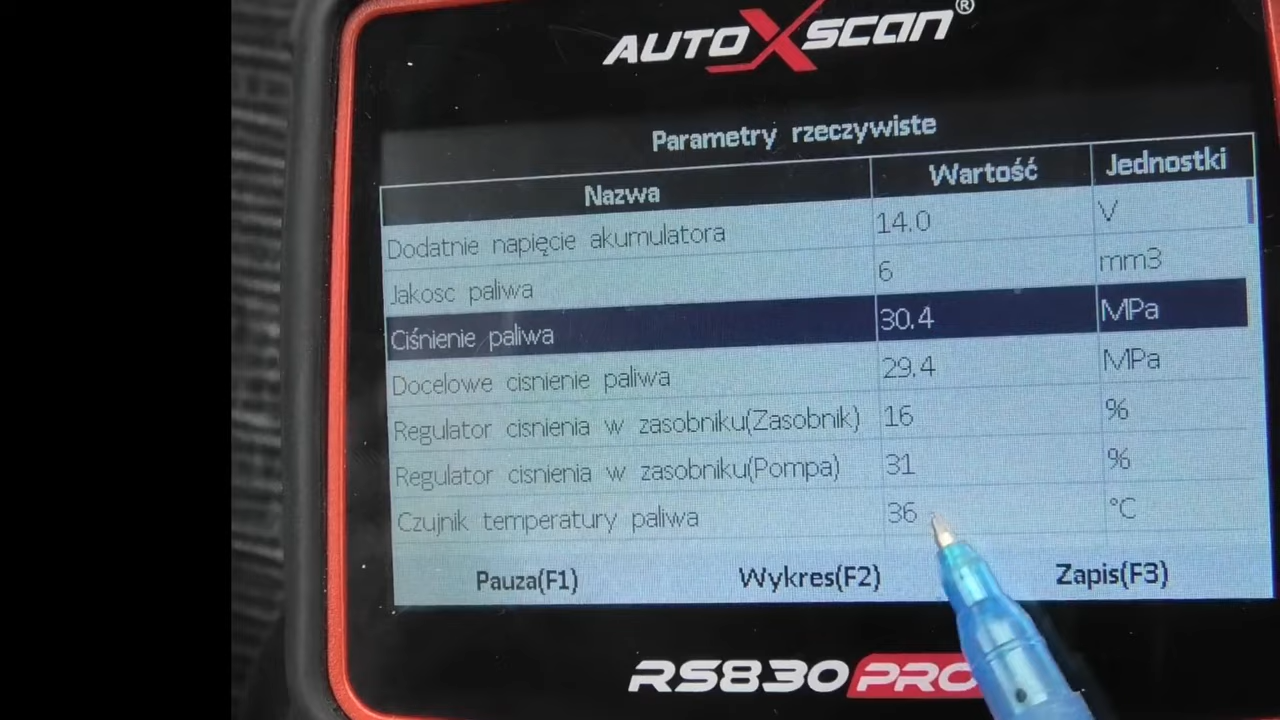 AUTOXSCAN®
Parametry rzeczywiste
Nazwa Wartość Jednostki
Dodatnie napięcie akumulatora 14.0 V
Jakosc paliwa 6 mm3
Ciśnienie paliwa 30.4 MPa
Docelowe cisnienie paliwa 29.4 MPa
Regulator cisnienia w zasobniku(Zasobnik) 16 %
Regulator cisnienia w zasobniku(Pompa) 31 %
Czujnik temperatury paliwa 36 °C
Pauza(F1) Wykres(F2) Zapis(F3)
RS830 PRO